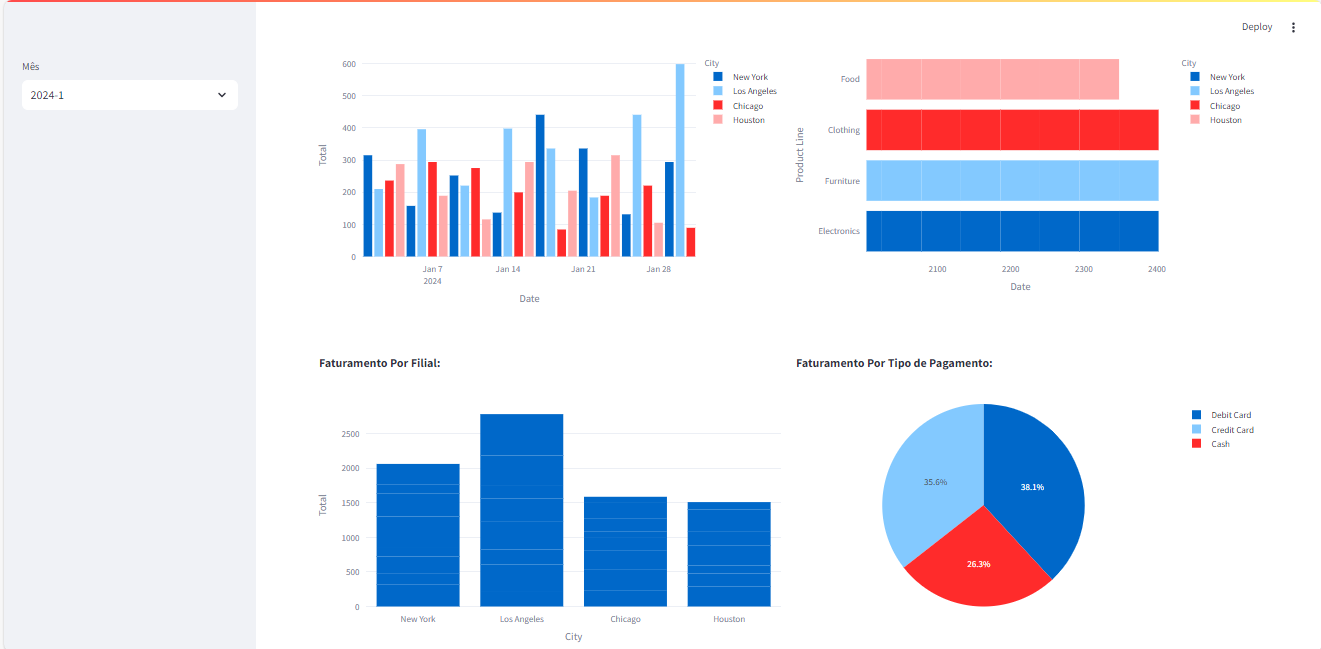 Deploy
Mês
2024-1
Total
600
500
400
300
200
100
0
Jan 7
2024
Jan 14
Jan 21
Jan 28
Date
City
New York
Los Angeles
Chicago
Houston
Product Line
Food
Clothing
Furniture
Electronics
2100
2200
2300
2400
Date
City
New York
Los Angeles
Chicago
Houston
Faturamento Por Filial:
Total
2500
2000
1500
1000
500
0
New York
Los Angeles
Chicago
Houston
City
Faturamento Por Tipo de Pagamento:
35.6%
38.1%
26.3%
Debit Card
Credit Card
Cash